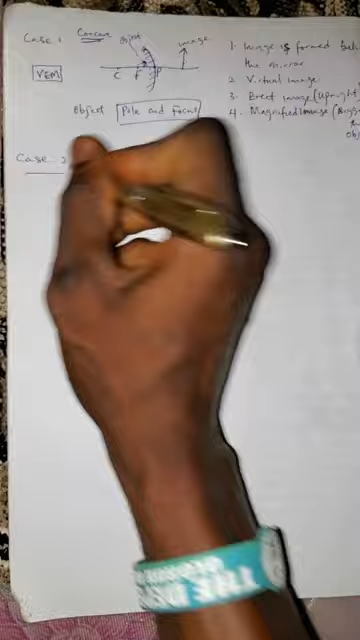 Case 1 Concave
object
image
VEM
C F P
Object Pole and Focus
1. Image is formed
the mirror
2 Virtual image
3. Erect image (Upright)
4. Magnified image
Case 2
THE